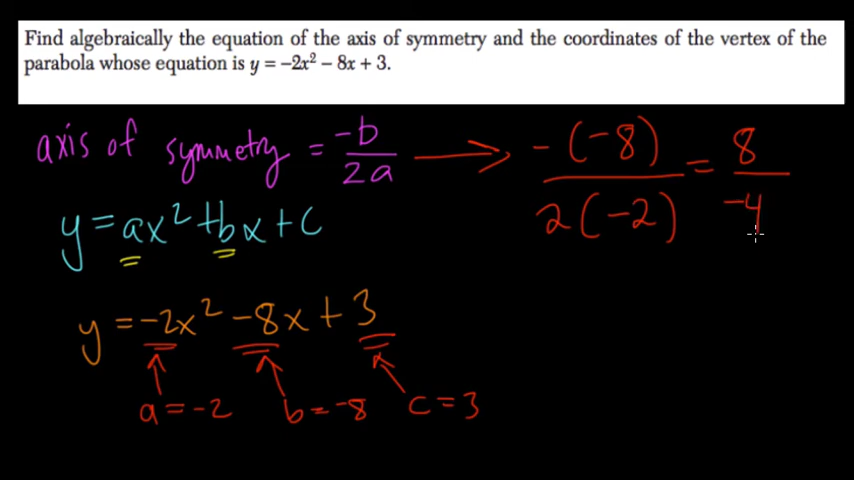 Find algebraically the equation of the axis of symmetry and the coordinates of the vertex of the
parabola whose equation is y = –2x² – 8x + 3.
axis of symmetry = -b/2a → -(-8)/2(-2) = 8/-4
y = ax² + bx + c
y = -2x² - 8x + 3
a = -2 b = -8 c = 3